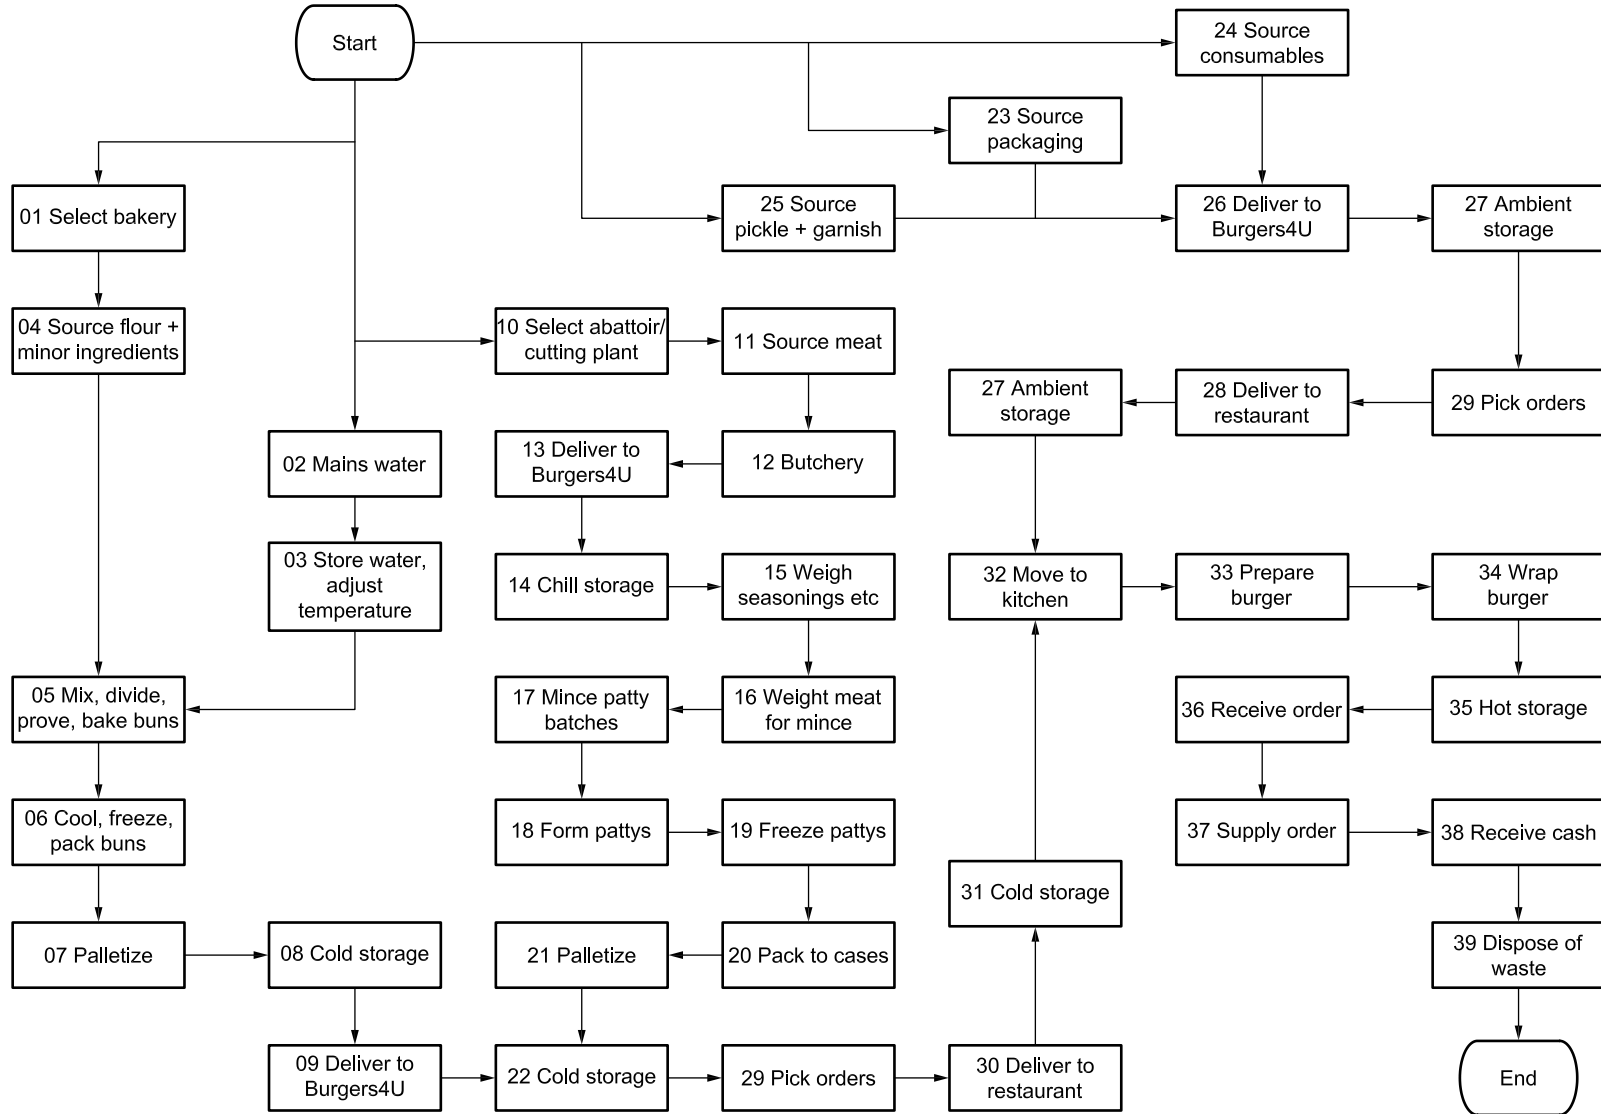 Start
24 Source
consumables
23 Source
packaging
01 Select bakery
25 Source
pickle + garnish
26 Deliver to
Burgers4U
27 Ambient
storage
04 Source flour +
minor ingredients
10 Select abattoir/
cutting plant
11 Source meat
27 Ambient
storage
28 Deliver to
restaurant
29 Pick orders
02 Mains water
13 Deliver to
Burgers4U
12 Butchery
03 Store water,
adjust
temperature
14 Chill storage
15 Weigh
seasonings etc
32 Move to
kitchen
33 Prepare
burger
34 Wrap
burger
05 Mix, divide,
prove, bake buns
17 Mince patty
batches
16 Weight meat
for mince
36 Receive order
35 Hot storage
06 Cool, freeze,
pack buns
18 Form pattys
19 Freeze pattys
37 Supply order
38 Receive cash
31 Cold storage
07 Palletize
08 Cold storage
21 Palletize
20 Pack to cases
39 Dispose of
waste
09 Deliver to
Burgers4U
22 Cold storage
29 Pick orders
30 Deliver to
restaurant
End